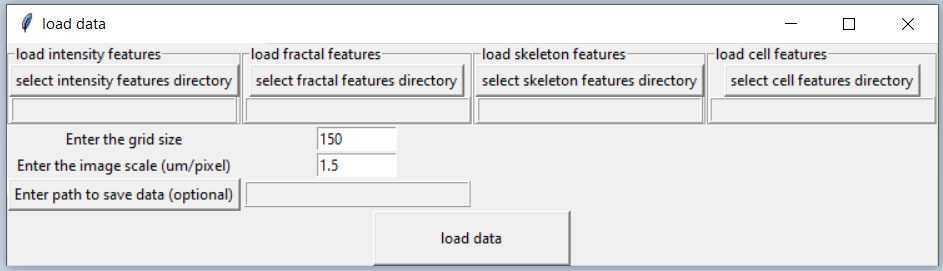 load data
load intensity features load fractal features load skeleton features load cell features
select intensity features directory select fractal features directory select skeleton features directory select cell features directory
Enter the grid size 150
Enter the image scale (um/pixel) 1.5
Enter path to save data (optional)
load data